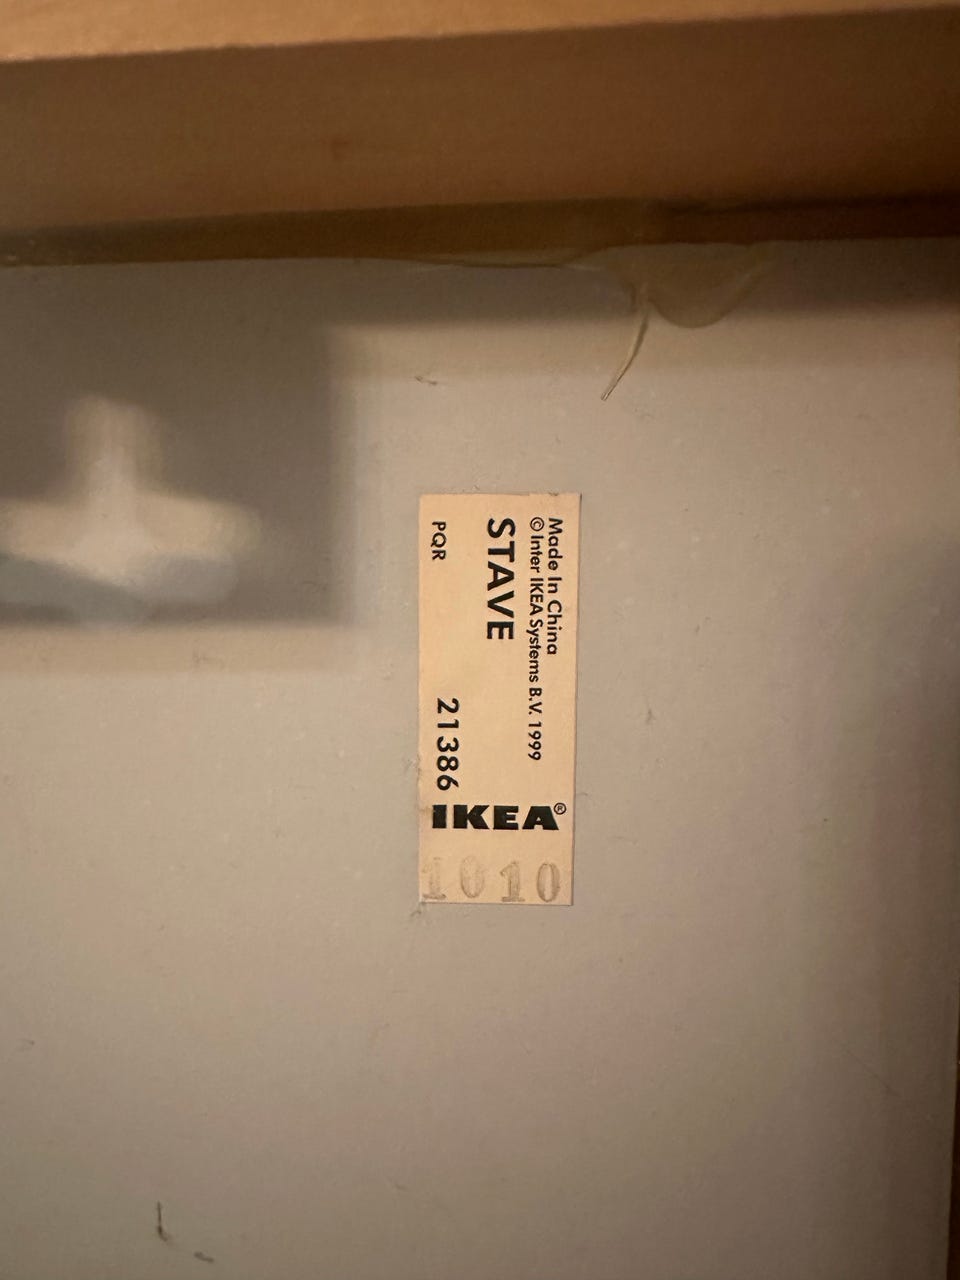 Made In China
© Inter IKEA Systems B.V. 1999
STAVE
PQR 21386
IKEA®
1010